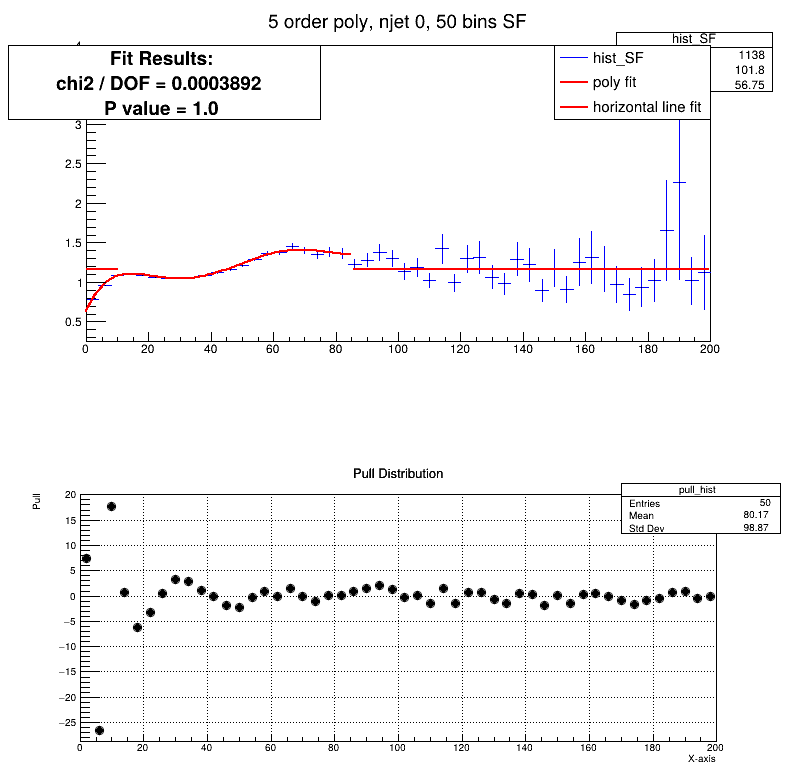 5 order poly, njet 0, 50 bins SF
hist_SF
1138
101.8
56.75
Fit Results:
chi2 / DOF = 0.0003892
P value = 1.0
hist_SF
poly fit
horizontal line fit
3
2.5
2
1.5
1
0.5
0 20 40 60 80 100 120 140 160 180 200
Pull Distribution
pull_hist
Entries 50
Mean 80.17
Std Dev 98.87
Pull
20
15
10
5
0
−5
−10
−15
−20
−25
0 20 40 60 80 100 120 140 160 180 200
X-axis